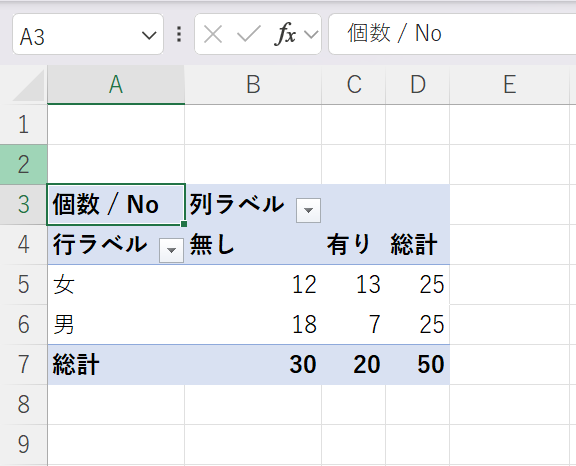 A3 fx 個数 / No
A B C D E
1
2
3 個数 / No 列ラベル
4 行ラベル 無し 有り 総計
5 女 12 13 25
6 男 18 7 25
7 総計 30 20 50
8
9